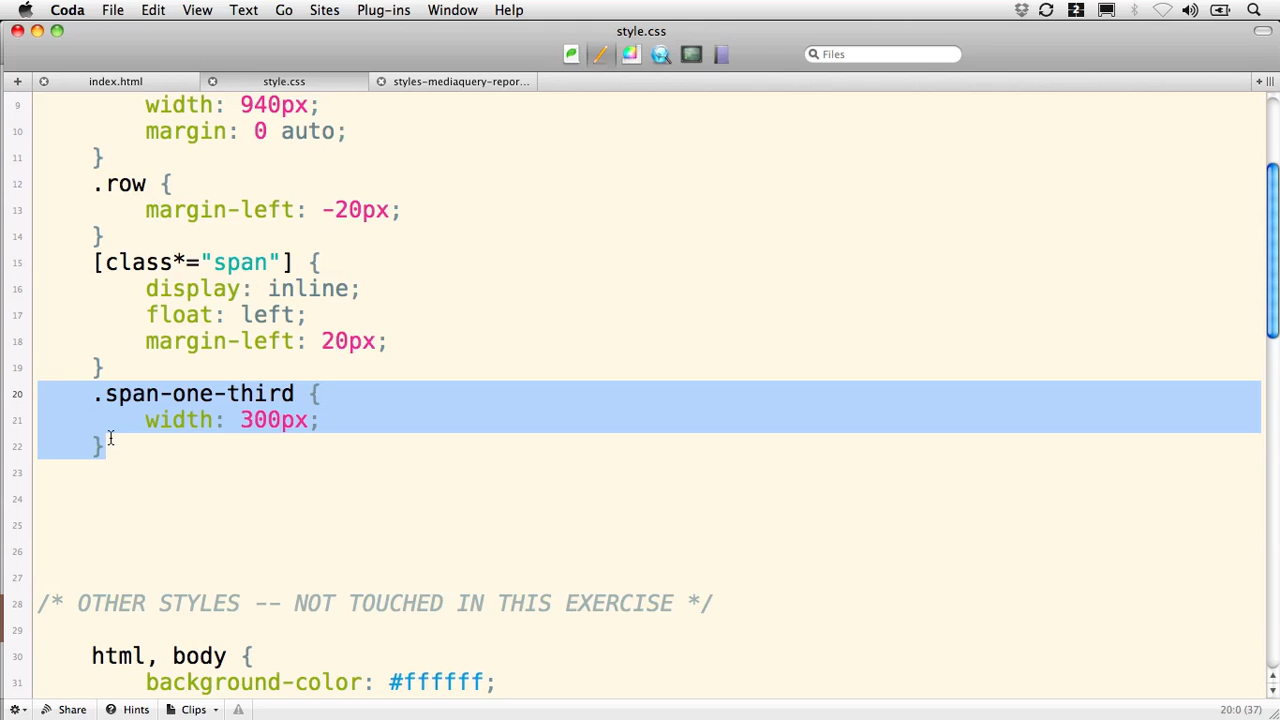 Coda File Edit View Text Go Sites Plug-ins Window Help
style.css
Files
index.html style.css styles-mediaquery-repor...
9 width: 940px;
10 margin: 0 auto;
11 }
12 .row {
13 margin-left: -20px;
14 }
15 [class*="span"] {
16 display: inline;
17 float: left;
18 margin-left: 20px;
19 }
20 .span-one-third {
21 width: 300px;
22 }
23
24
25
26
27
28 /* OTHER STYLES -- NOT TOUCHED IN THIS EXERCISE */
29
30 html, body {
31 background-color: #ffffff;
Share Hints Clips 20:0 (37)